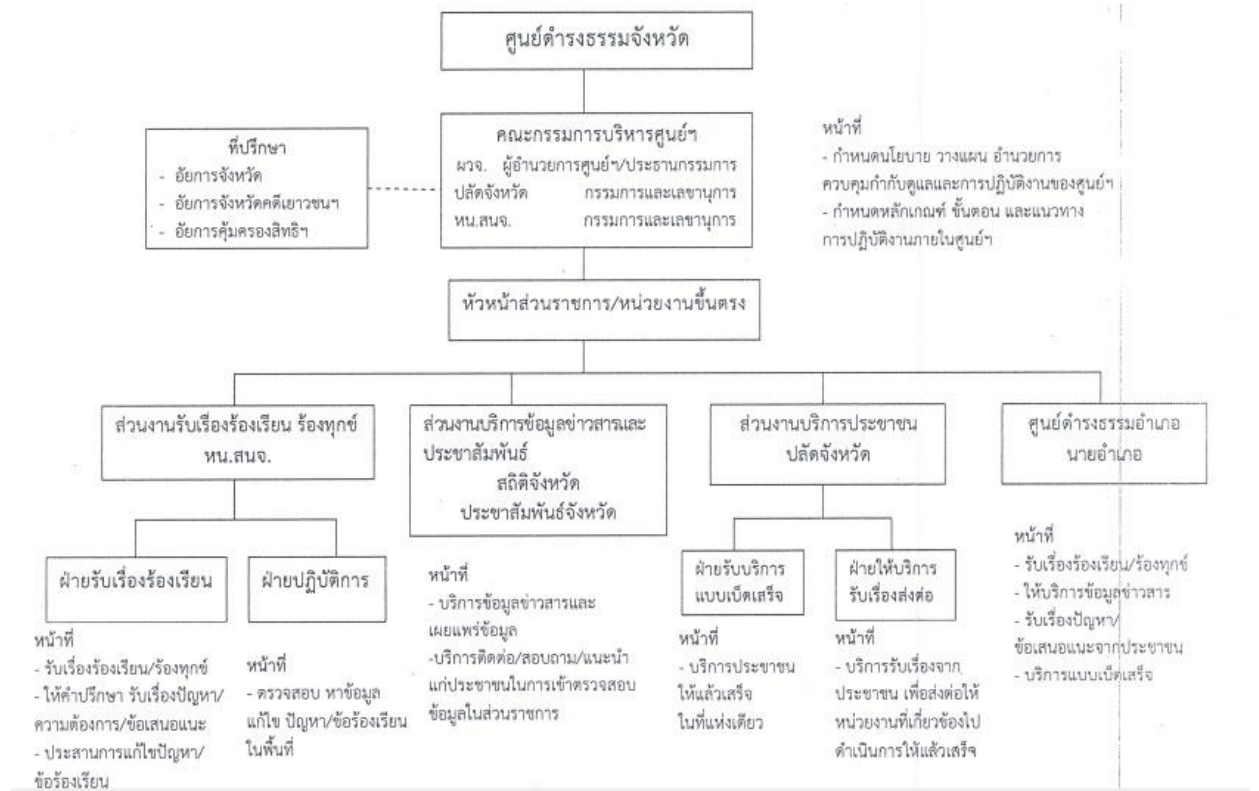 ศูนย์ดำรงธรรมจังหวัด
ที่ปรึกษา
- อัยการจังหวัด
- อัยการจังหวัดคดีเยาวชนฯ
- อัยการคุ้มครองสิทธิฯ
คณะกรรมการบริหารศูนย์ฯ
ผวจ. ผู้อำนวยการศูนย์ฯ/ประธานกรรมการ
ปลัดจังหวัด กรรมการและเลขานุการ
หน.สนจ. กรรมการและเลขานุการ
หน้าที่
- กำหนดนโยบาย วางแผน อำนวยการ
ควบคุมกำกับดูแลและการปฏิบัติงานของศูนย์ฯ
- กำหนดหลักเกณฑ์ ขั้นตอน และแนวทาง
การปฏิบัติงานภายในศูนย์ฯ
หัวหน้าส่วนราชการ/หน่วยงานขึ้นตรง
ส่วนงานรับเรื่องร้องเรียน ร้องทุกข์
หน.สนจ.
ส่วนงานบริการข้อมูลข่าวสารและ
ประชาสัมพันธ์
สถิติจังหวัด
ประชาสัมพันธ์จังหวัด
ส่วนงานบริการประชาชน
ปลัดจังหวัด
ศูนย์ดำรงธรรมอำเภอ
นายอำเภอ
ฝ่ายรับเรื่องร้องเรียน
หน้าที่
- รับเรื่องร้องเรียน/ร้องทุกข์
- ให้คำปรึกษา รับเรื่องปัญหา/
ความต้องการ/ข้อเสนอแนะ
- ประสานการแก้ไขปัญหา/
ข้อร้องเรียน
ฝ่ายปฏิบัติการ
หน้าที่
- ตรวจสอบ หาข้อมูล
แก้ไข ปัญหา/ข้อร้องเรียน
ในพื้นที่
หน้าที่
- บริการข้อมูลข่าวสารและ
เผยแพร่ข้อมูล
-บริการติดต่อ/สอบถาม/แนะนำ
แก่ประชาชนในการเข้าตรวจสอบ
ข้อมูลในส่วนราชการ
ฝ่ายรับบริการ
แบบเบ็ดเสร็จ
หน้าที่
- บริการประชาชน
ให้แล้วเสร็จ
ในที่แห่งเดียว
ฝ่ายให้บริการ
รับเรื่องส่งต่อ
หน้าที่
- บริการรับเรื่องจาก
ประชาชน เพื่อส่งต่อให้
หน่วยงานที่เกี่ยวข้องไป
ดำเนินการให้แล้วเสร็จ
หน้าที่
- รับเรื่องร้องเรียน/ร้องทุกข์
- ให้บริการข้อมูลข่าวสาร
- รับเรื่องปัญหา/
ข้อเสนอแนะจากประชาชน
- บริการแบบเบ็ดเสร็จ